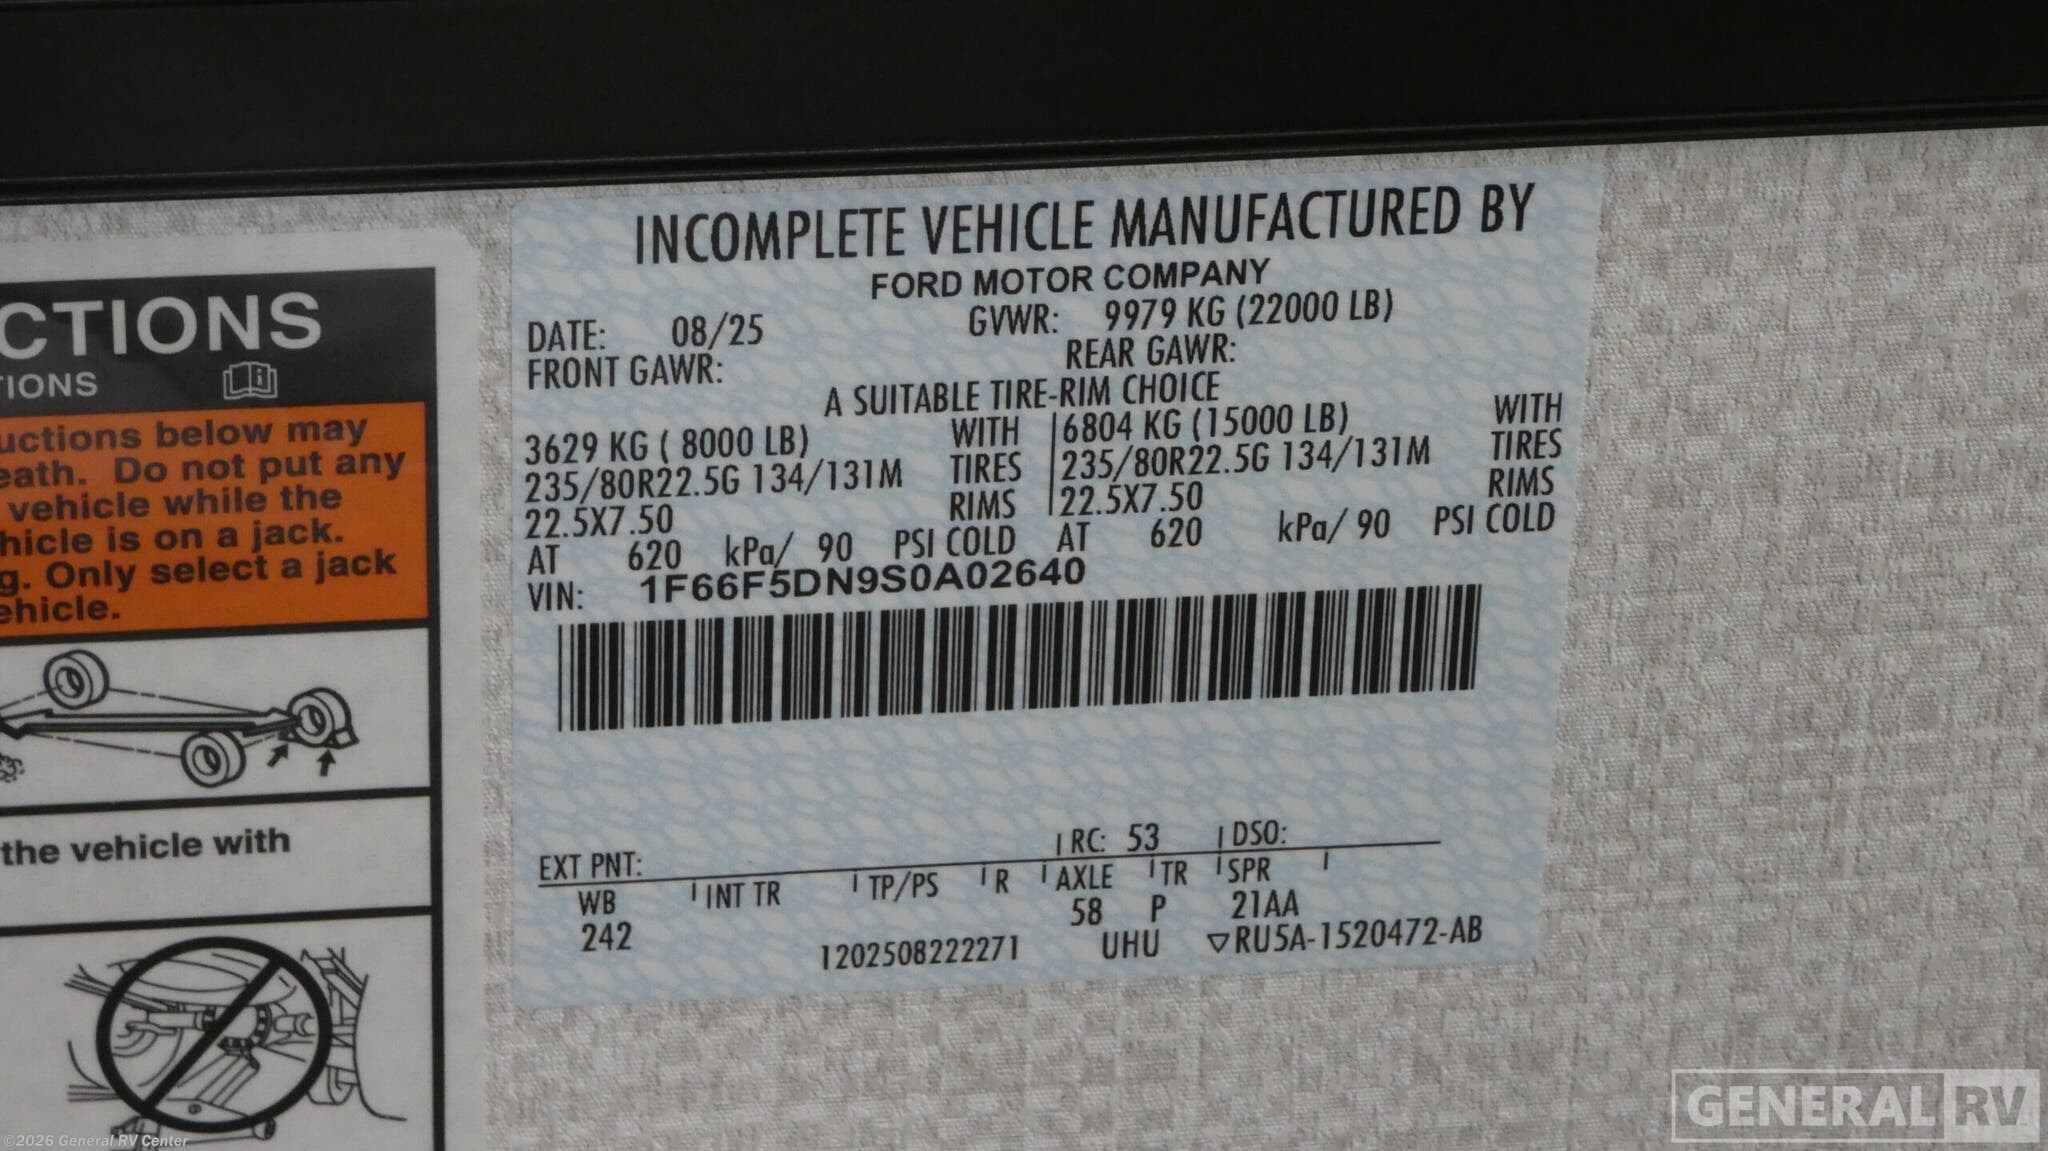 CTIONS
TIONS
uctions below may
eath. Do not put any
vehicle while the
hicle is on a jack.
g. Only select a jack
ehicle.
the vehicle with
INCOMPLETE VEHICLE MANUFACTURED BY
FORD MOTOR COMPANY
DATE: 08/25 GVWR: 9979 KG (22000 LB)
FRONT GAWR: REAR GAWR:
A SUITABLE TIRE-RIM CHOICE
3629 KG ( 8000 LB) WITH 6804 KG (15000 LB) WITH
235/80R22.5G 134/131M TIRES 235/80R22.5G 134/131M TIRES
22.5X7.50 RIMS 22.5X7.50 RIMS
AT 620 kPa/ 90 PSI COLD AT 620 kPa/ 90 PSI COLD
VIN: 1F66F5DN9S0A02640
EXT PNT: RC: 53 DSO:
WB INT TR TP/PS R AXLE TR SPR
242 58 P 21AA
1202508222271 UHU ▽RU5A-1520472-AB
GENERAL RV
©2026 General RV Center